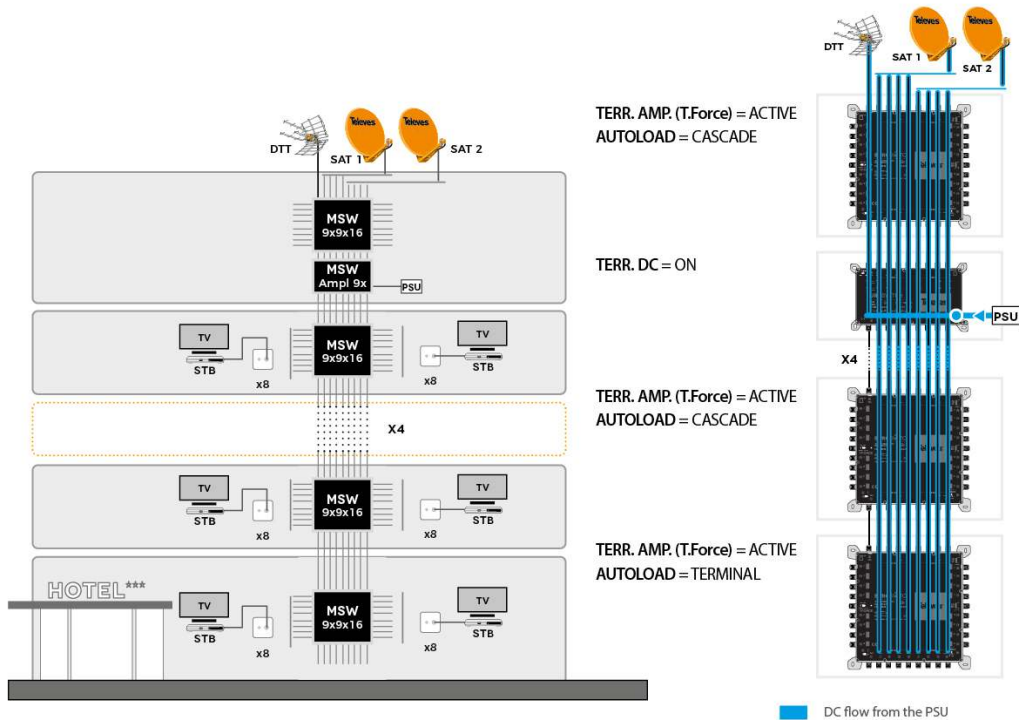 Televes
Televes
DTT
SAT 1
SAT 2
MSW
9x9x16
MSW
Ampl 9x
PSU
TV
STB
x8
MSW
9x9x16
TV
STB
x8
X4
TV
STB
x8
MSW
9x9x16
TV
STB
x8
HOTEL ***
TV
STB
x8
MSW
9x9x16
TV
STB
x8
TERR. AMP. (T.Force) = ACTIVE
AUTOLOAD = CASCADE
TERR. DC = ON
TERR. AMP. (T.Force) = ACTIVE
AUTOLOAD = CASCADE
TERR. AMP. (T.Force) = ACTIVE
AUTOLOAD = TERMINAL
Televes
Televes
DTT
SAT 1
SAT 2
PSU
X4
DC flow from the PSU